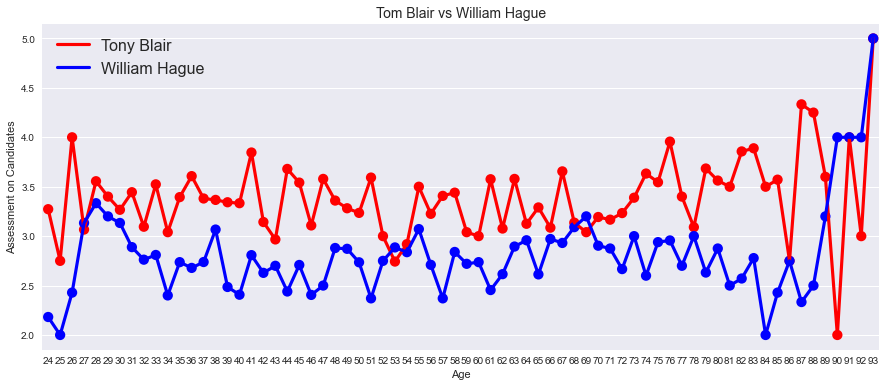 Tom Blair vs William Hague
Tony Blair
William Hague
Assessment on Candidates
5.0
4.5
4.0
3.5
3.0
2.5
2.0
24 25 26 27 28 29 30 31 32 33 34 35 36 37 38 39 40 41 42 43 44 45 46 47 48 49 50 51 52 53 54 55 56 57 58 59 60 61 62 63 64 65 66 67 68 69 70 71 72 73 74 75 76 77 78 79 80 81 82 83 84 85 86 87 88 89 90 91 92 93
Age